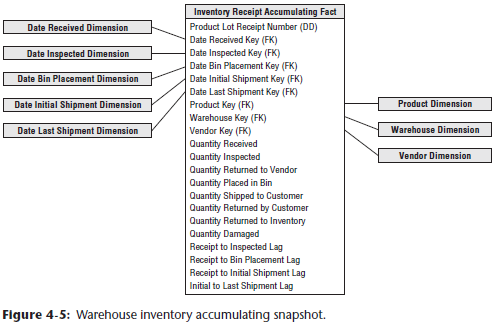 Inventory Receipt Accumulating Fact
Product Lot Receipt Number (DD)
Date Received Key (FK)
Date Inspected Key (FK)
Date Bin Placement Key (FK)
Date Initial Shipment Key (FK)
Date Last Shipment Key (FK)
Product Key (FK)
Warehouse Key (FK)
Vendor Key (FK)
Quantity Received
Quantity Inspected
Quantity Returned to Vendor
Quantity Placed in Bin
Quantity Shipped to Customer
Quantity Returned by Customer
Quantity Returned to Inventory
Quantity Damaged
Receipt to Inspected Lag
Receipt to Bin Placement Lag
Receipt to Initial Shipment Lag
Initial to Last Shipment Lag
Date Received Dimension
Date Inspected Dimension
Date Bin Placement Dimension
Date Initial Shipment Dimension
Date Last Shipment Dimension
Product Dimension
Warehouse Dimension
Vendor Dimension
Figure 4-5: Warehouse inventory accumulating snapshot.